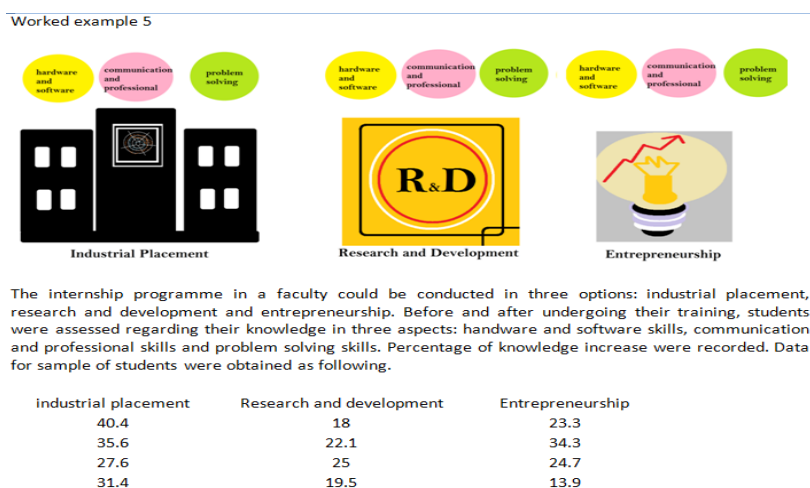 Worked example 5
hardware and software
communication and professional
problem solving
hardware and software
communication and professional
problem solving
hardware and software
communication and professional
problem solving
R&D
Industrial Placement
Research and Development
Entrepreneurship
The internship programme in a faculty could be conducted in three options: industrial placement,
research and development and entrepreneurship. Before and after undergoing their training, students
were assessed regarding their knowledge in three aspects: handware and software skills, communication
and professional skills and problem solving skills. Percentage of knowledge increase were recorded. Data
for sample of students were obtained as following.
industrial placement Research and development Entrepreneurship
40.4 18 23.3
35.6 22.1 34.3
27.6 25 24.7
31.4 19.5 13.9